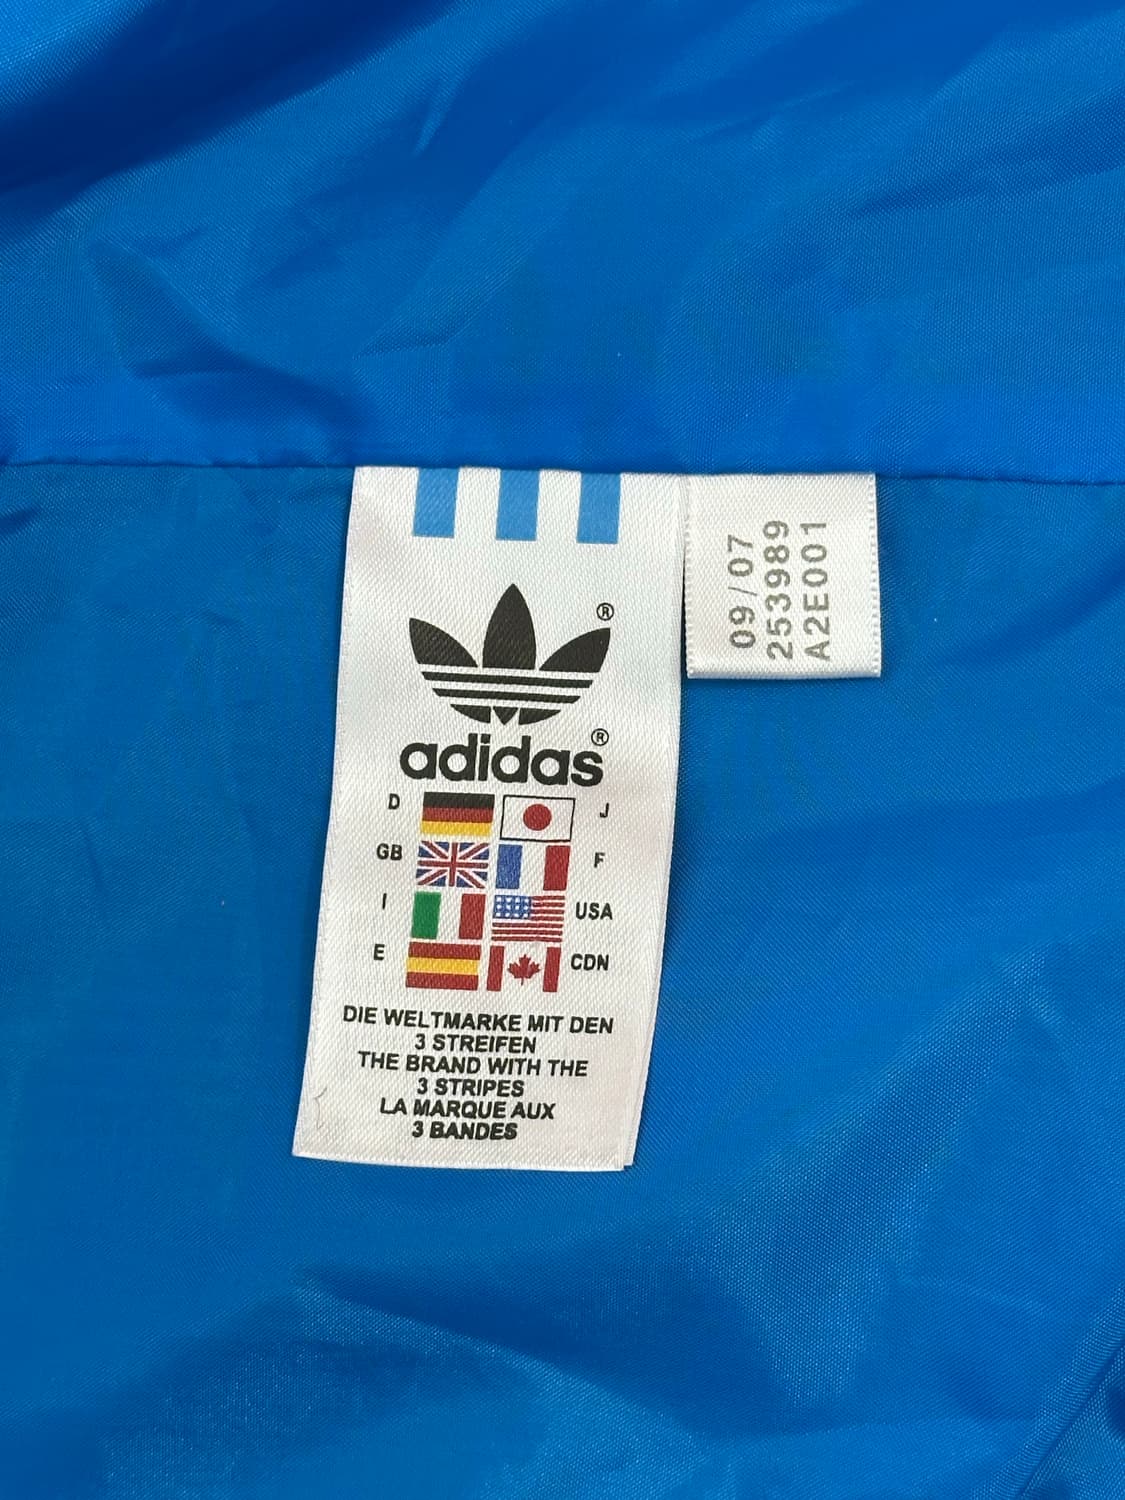 ®
adidas®
D J
GB F
I USA
E CDN
DIE WELTMARKE MIT DEN
3 STREIFEN
THE BRAND WITH THE
3 STRIPES
LA MARQUE AUX
3 BANDES
09/07
253989
A2E001